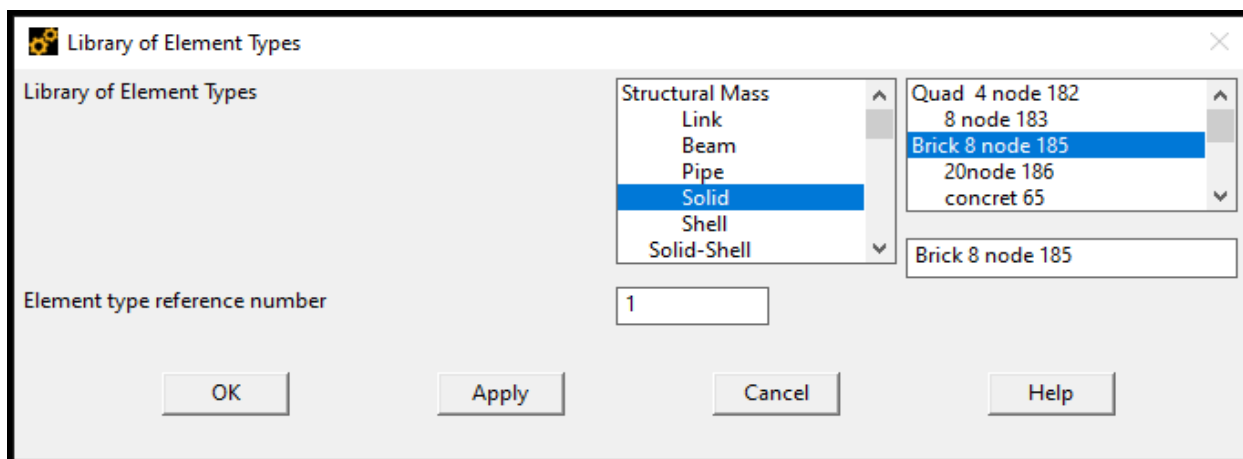 Library of Element Types
Library of Element Types
Structural Mass
Link
Beam
Pipe
Solid
Shell
Solid-Shell
Quad 4 node 182
8 node 183
Brick 8 node 185
20node 186
concret 65
Brick 8 node 185
Element type reference number
1
OK
Apply
Cancel
Help